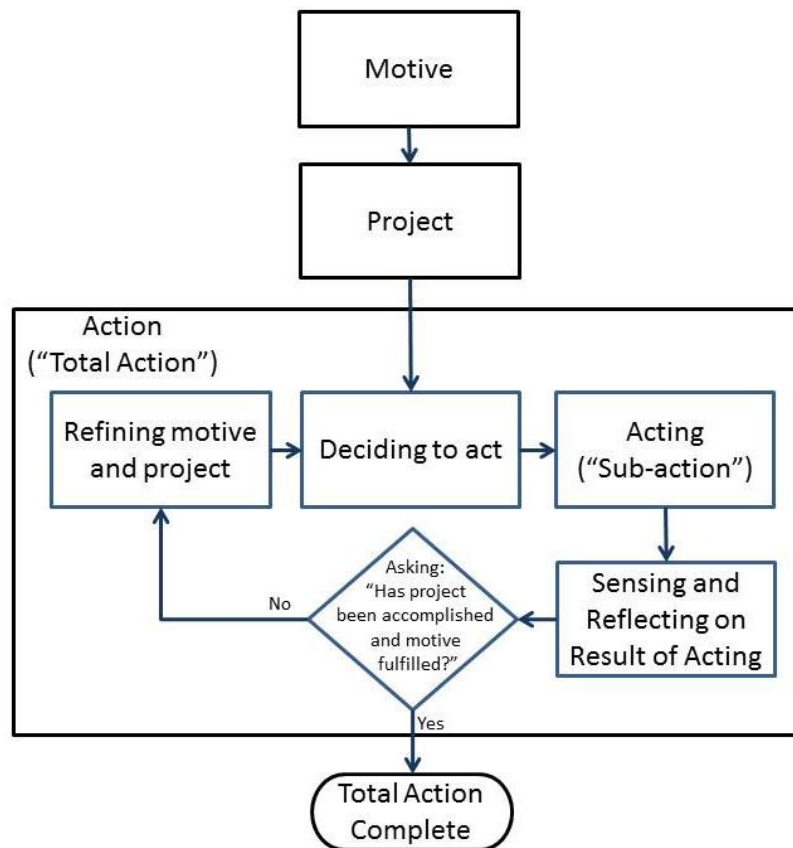 Motive
Project
Action
(“Total Action”)
Refining motive
and project
Deciding to act
Acting
(“Sub-action”)
Asking:
“Has project
been accomplished
and motive
fulfilled?”
No
Sensing and
Reflecting on
Result of Acting
Yes
Total Action
Complete